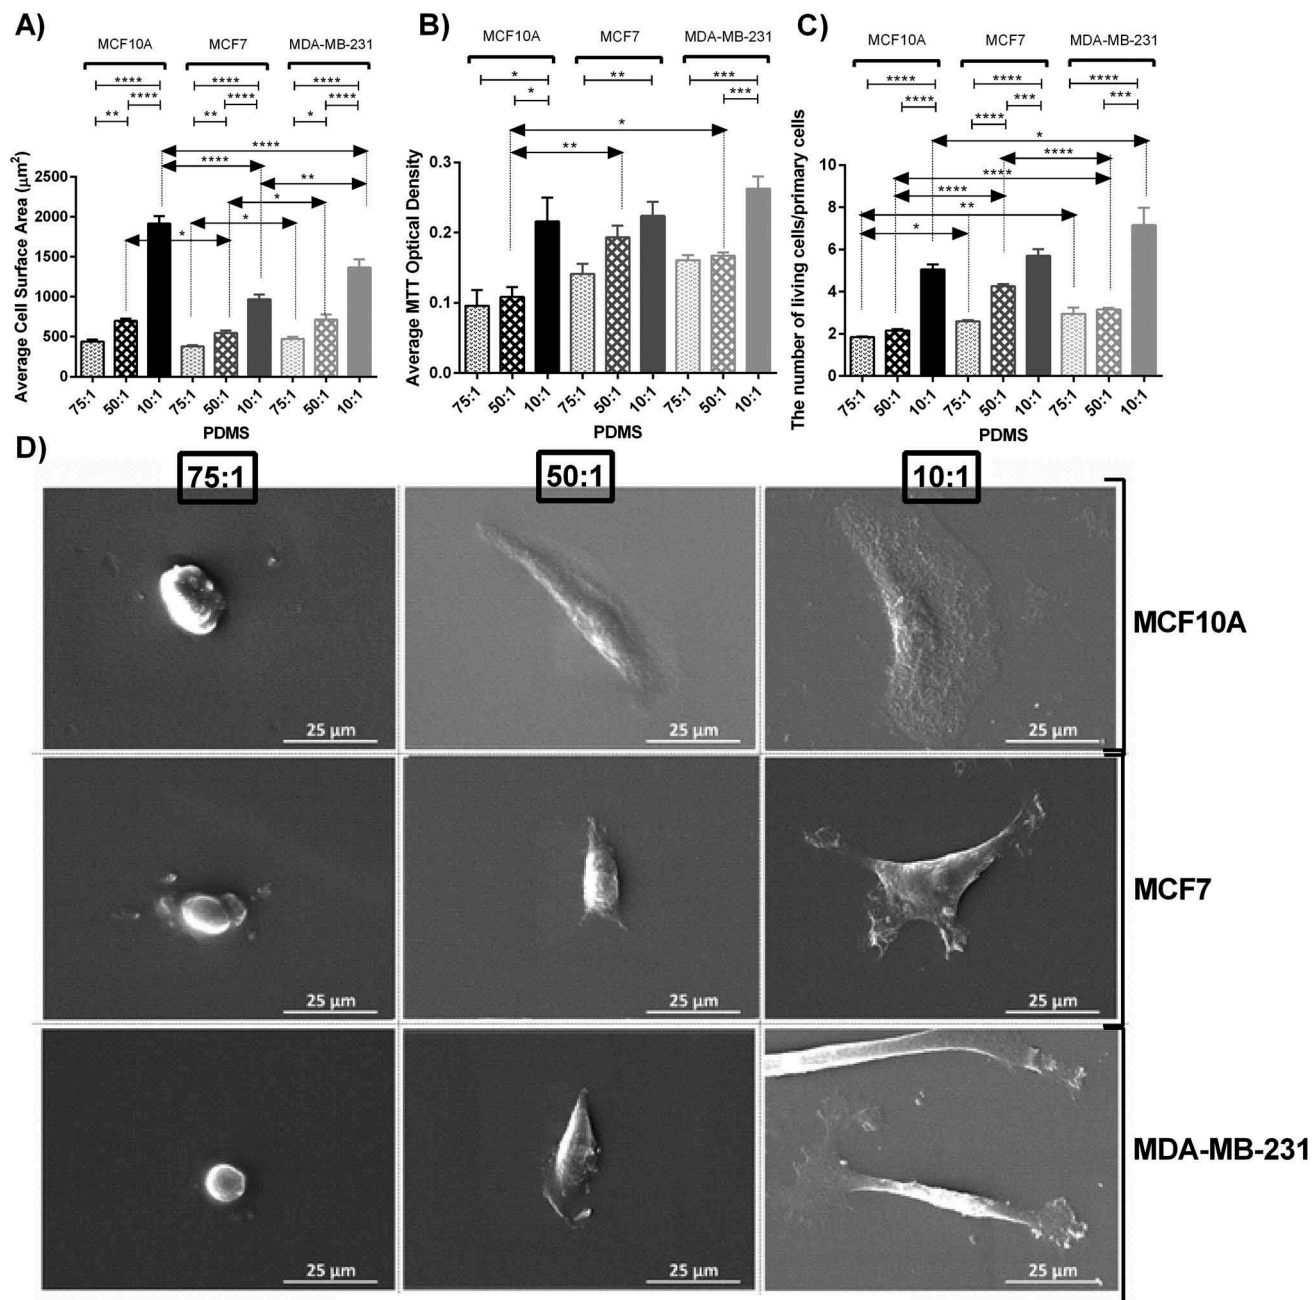 A)
MCF10A MCF7 MDA-MB-231
**** **** ****
**** **** ****
** ** *
****
****
**
*
*
*
Average Cell Surface Area (μm²)
2500
2000
1500
1000
500
0
75:1 50:1 10:1 75:1 50:1 10:1 75:1 50:1 10:1
PDMS
B)
MCF10A MCF7 MDA-MB-231
* ** ***
* ***
*
**
Average MTT Optical Density
0.3
0.2
0.1
0.0
75:1 50:1 10:1 75:1 50:1 10:1 75:1 50:1 10:1
PDMS
C)
MCF10A MCF7 MDA-MB-231
**** **** ****
**** *** ***
****
*
****
****
****
**
*
The number of living cells/primary cells
10
8
6
4
2
0
75:1 50:1 10:1 75:1 50:1 10:1 75:1 50:1 10:1
PDMS
D)
75:1 50:1 10:1
25 μm 25 μm 25 μm
MCF10A
25 μm 25 μm 25 μm
MCF7
25 μm 25 μm 25 μm
MDA-MB-231